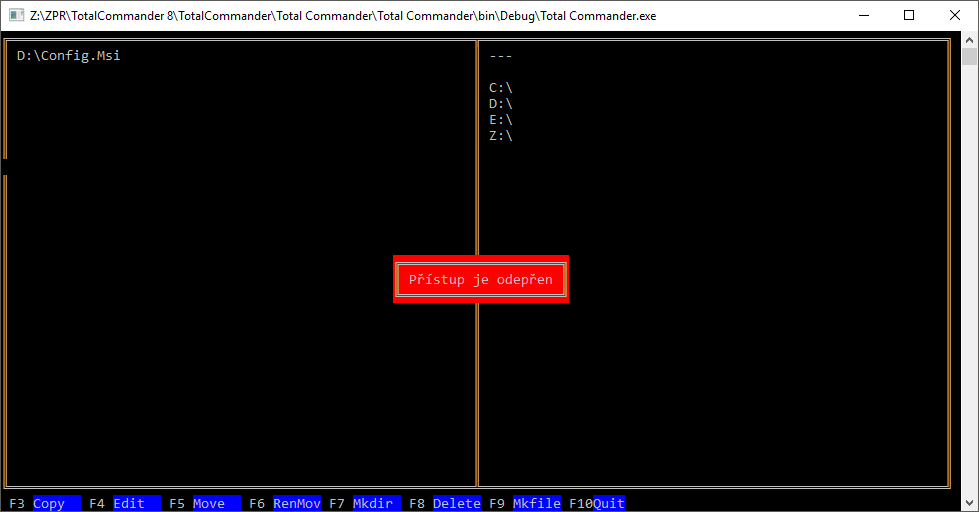 Z:\ZPR\TotalCommander 8\TotalCommander\Total Commander\Total Commander\bin\Debug\Total Commander.exe
D:\Config.Msi
---
C:\
D:\
E:\
Z:\
Přístup je odepřen
F3 Copy F4 Edit F5 Move F6 RenMov F7 Mkdir F8 Delete F9 Mkfile F10Quit